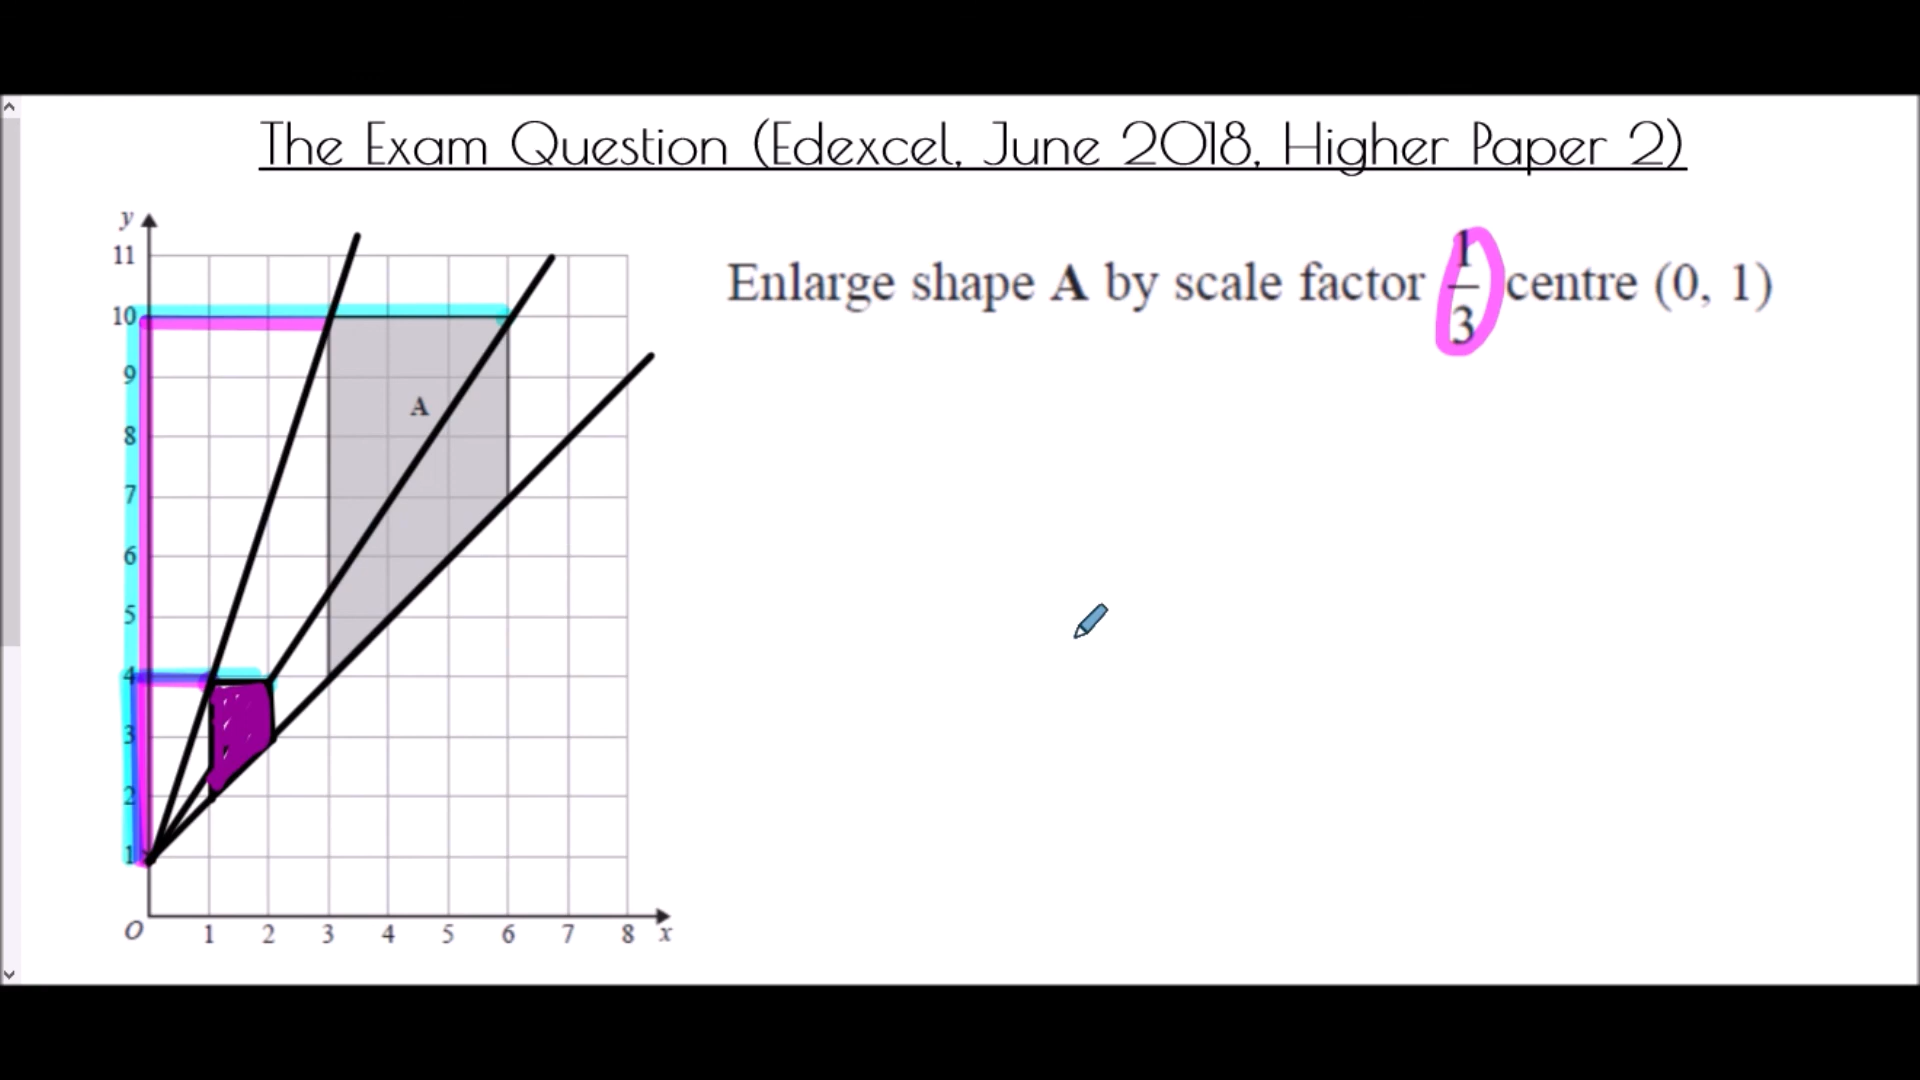 The Exam Question (Edexcel, June 2018, Higher Paper 2)
y
11
10
9
8
7
6
5
4
3
2
1
A
O 1 2 3 4 5 6 7 8 x
Enlarge shape A by scale factor 1/3 centre (0, 1)